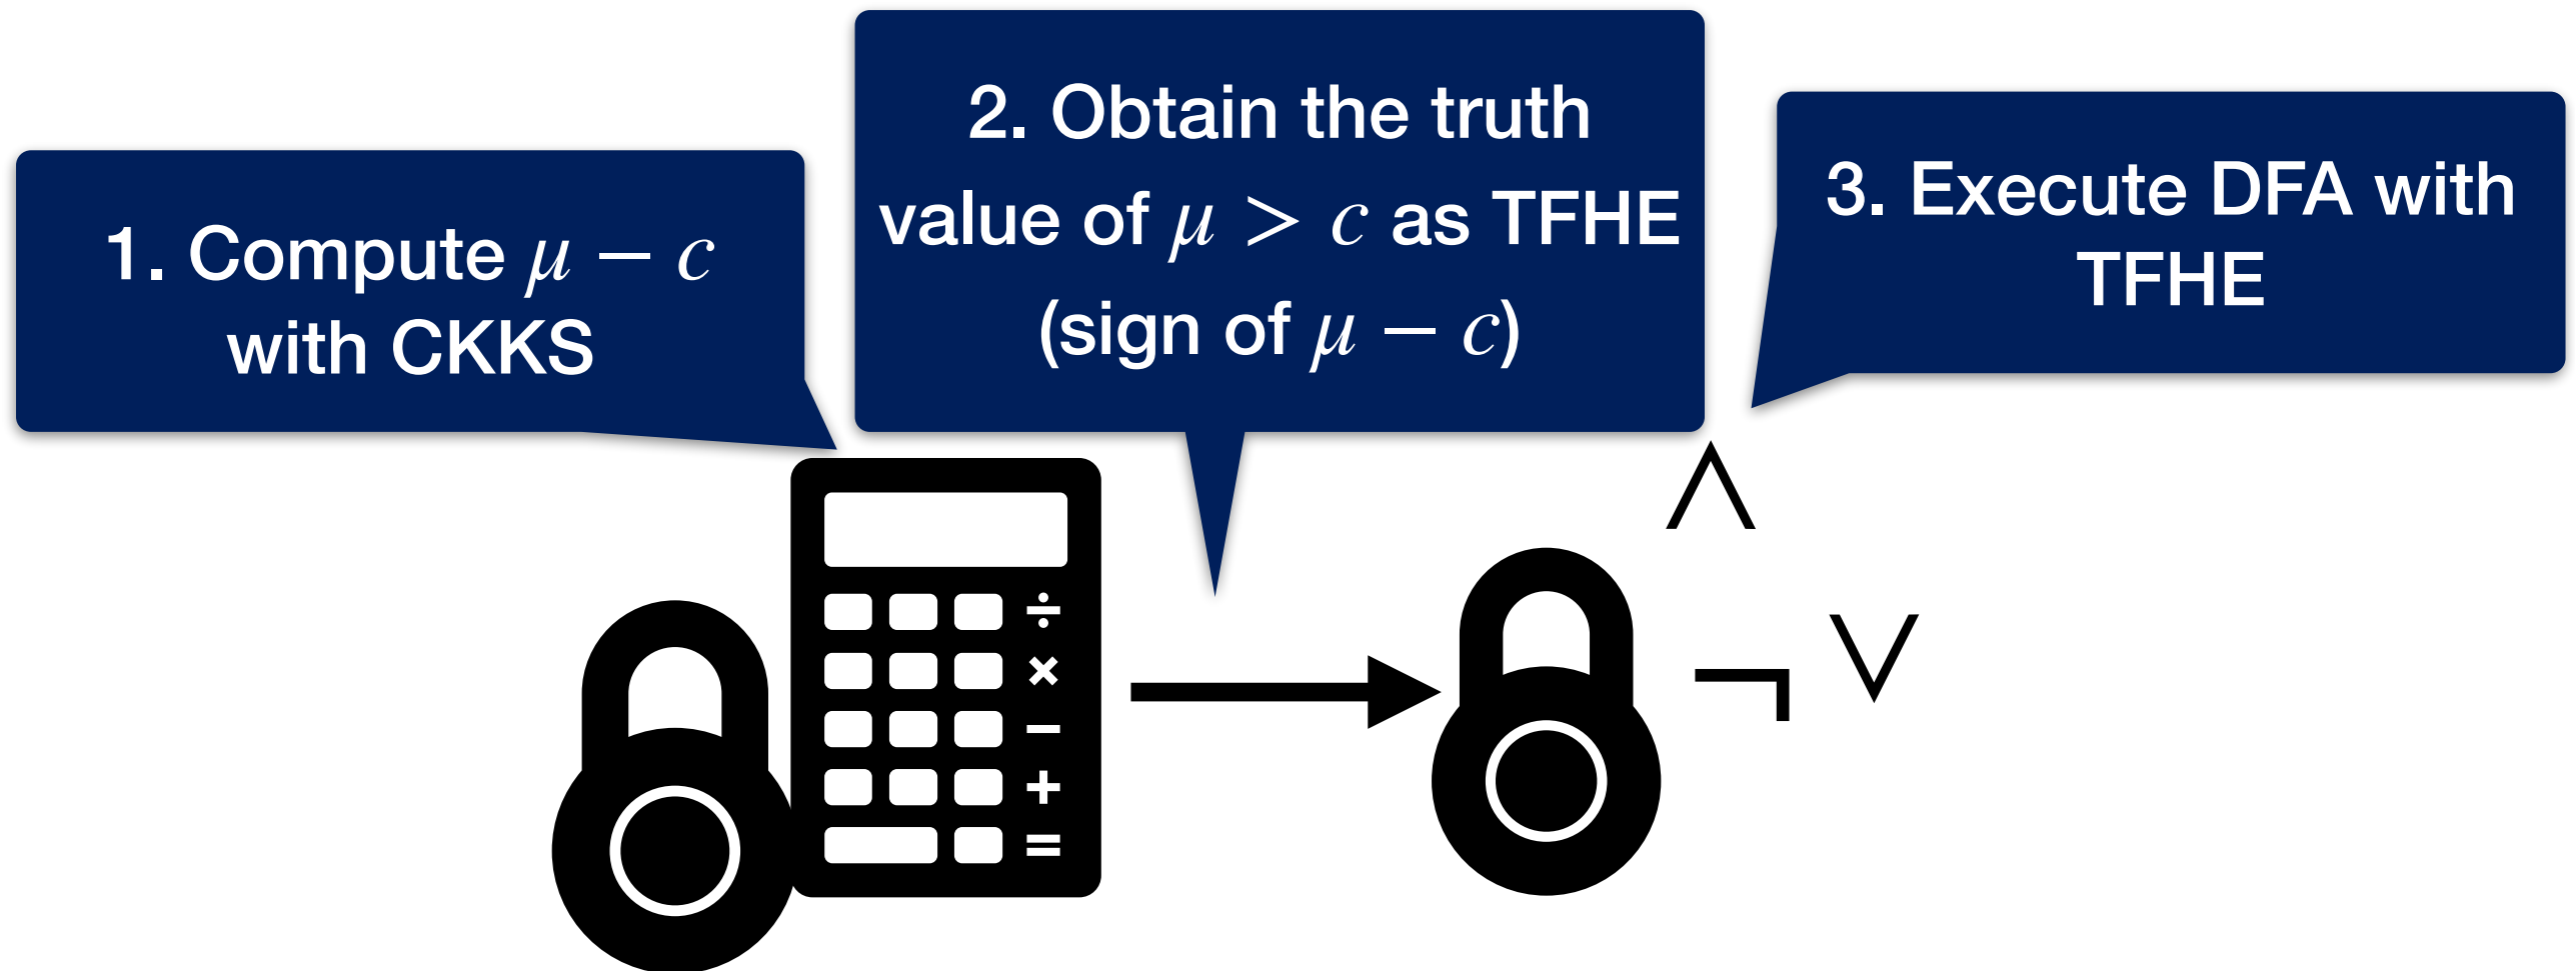 1. Compute μ − c
with CKKS
2. Obtain the truth
value of μ > c as TFHE
(sign of μ − c)
3. Execute DFA with
TFHE
÷
×
−
+
=
∧
¬ ∨